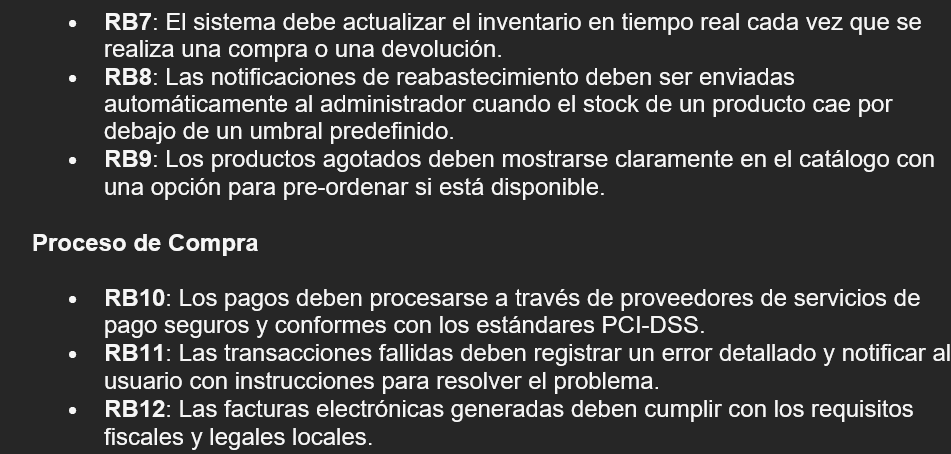 • RB7: El sistema debe actualizar el inventario en tiempo real cada vez que se
realiza una compra o una devolución.
• RB8: Las notificaciones de reabastecimiento deben ser enviadas
automáticamente al administrador cuando el stock de un producto cae por
debajo de un umbral predefinido.
• RB9: Los productos agotados deben mostrarse claramente en el catálogo con
una opción para pre-ordenar si está disponible.
Proceso de Compra
• RB10: Los pagos deben procesarse a través de proveedores de servicios de
pago seguros y conformes con los estándares PCI-DSS.
• RB11: Las transacciones fallidas deben registrar un error detallado y notificar al
usuario con instrucciones para resolver el problema.
• RB12: Las facturas electrónicas generadas deben cumplir con los requisitos
fiscales y legales locales.